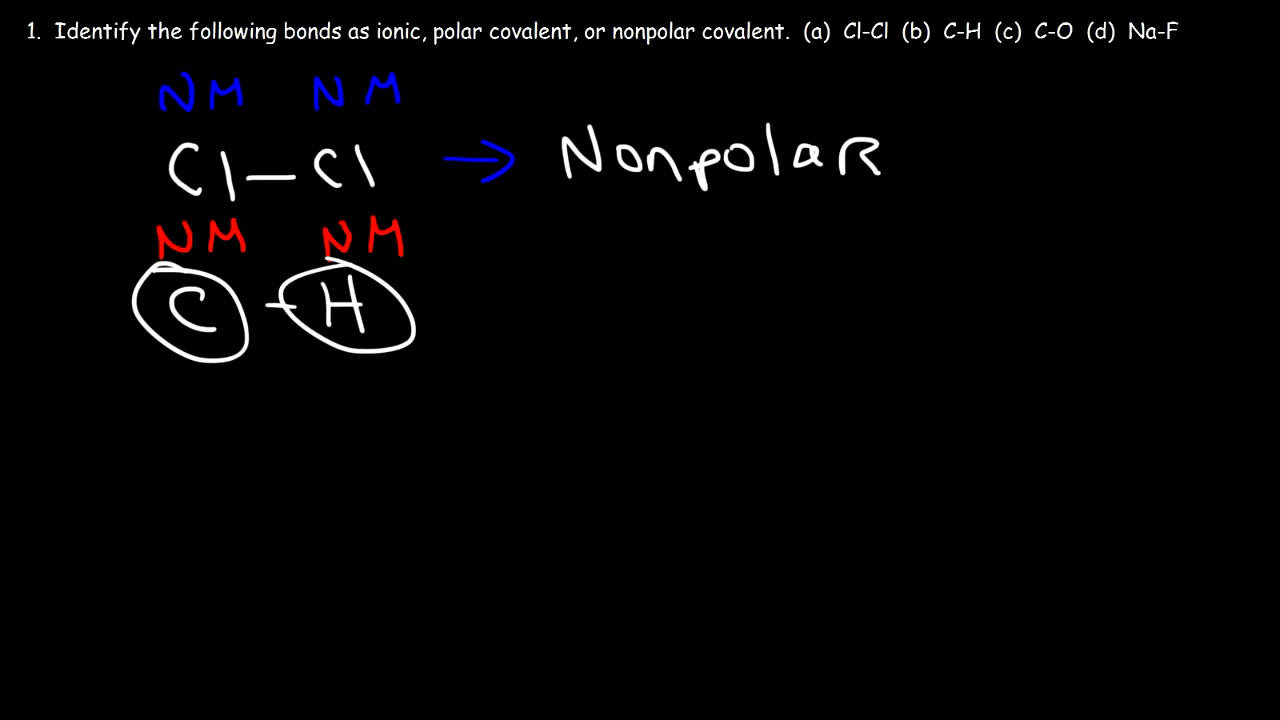 1. Identify the following bonds as ionic, polar covalent, or nonpolar covalent. (a) Cl-Cl (b) C-H (c) C-O (d) Na-F
NM NM
Cl-Cl → NonpolaR
NM NM
C - H